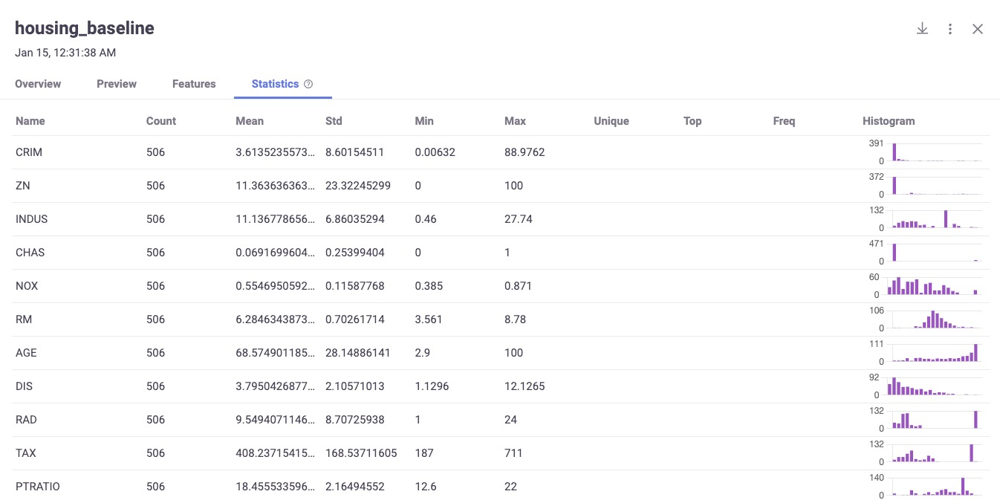 housing_baseline
Jan 15, 12:31:38 AM
Overview Preview Features Statistics ?
Name Count Mean Std Min Max Unique Top Freq Histogram
CRIM 506 3.6135235573... 8.60154511 0.00632 88.9762 391 0
ZN 506 11.363636363... 23.32245299 0 100 372 0
INDUS 506 11.136778656... 6.86035294 0.46 27.74 132 0
CHAS 506 0.0691699604... 0.25399404 0 1 471 0
NOX 506 0.5546950592... 0.11587768 0.385 0.871 60 0
RM 506 6.2846343873... 0.70261714 3.561 8.78 106 0
AGE 506 68.574901185... 28.14886141 2.9 100 111 0
DIS 506 3.7950426877... 2.10571013 1.1296 12.1265 92 0
RAD 506 9.5494071146... 8.70725938 1 24 132 0
TAX 506 408.23715415... 168.53711605 187 711 132 0
PTRATIO 506 18.455533596... 2.16494552 12.6 22 140 0